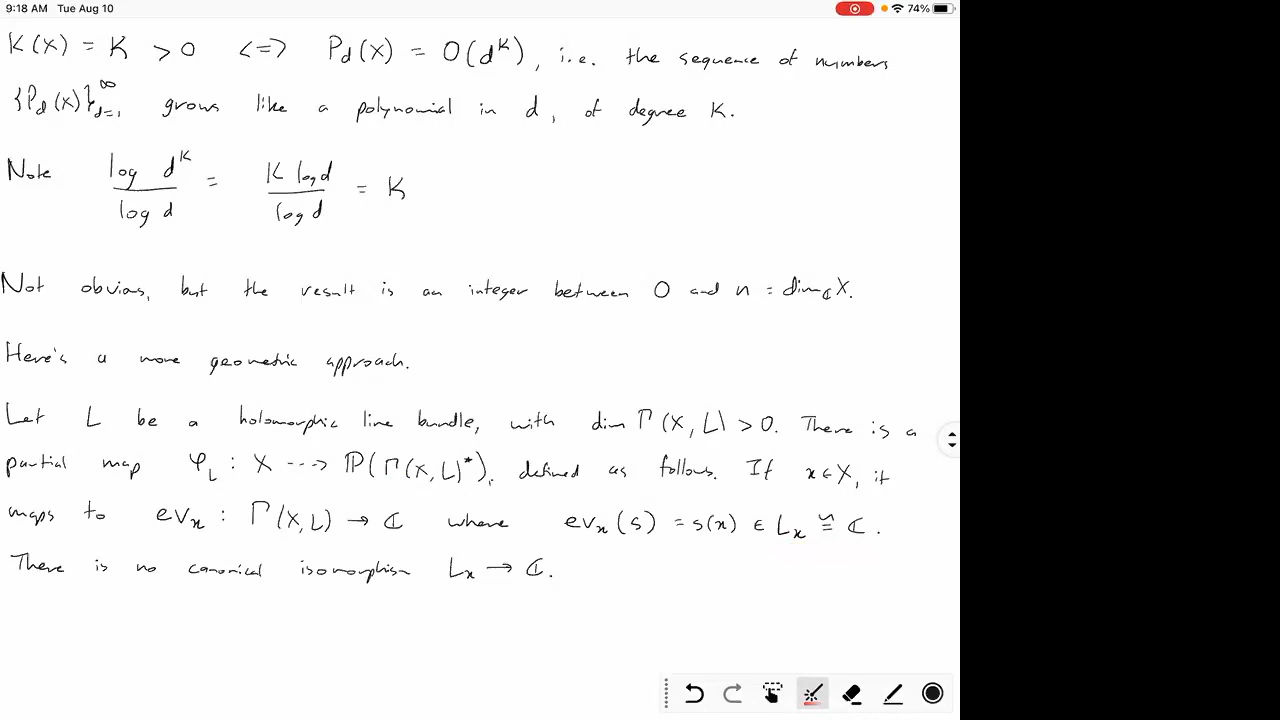 9:18 AM Tue Aug 10 74%
K(X) = K > 0 <=> P_d(X) = O(d^K), i.e. the sequence of numbers
{P_d(X)}_{d=1}^∞ grows like a polynomial in d, of degree K.
Note log d^K / log d = K log d / log d = K
Not obvious, but the result is an integer between 0 and n = dim_ℂ X.
Here's a more geometric approach.
Let L be a holomorphic line bundle, with dim Γ(X, L) > 0. There is a
partial map φ_L : X ---> ℙ(Γ(X, L)*), defined as follows. If x ∈ X, it
maps to ev_x : Γ(X, L) → ℂ where ev_x(s) = s(x) ∈ L_x ≅ ℂ.
There is no canonical isomorphism L_x → ℂ.